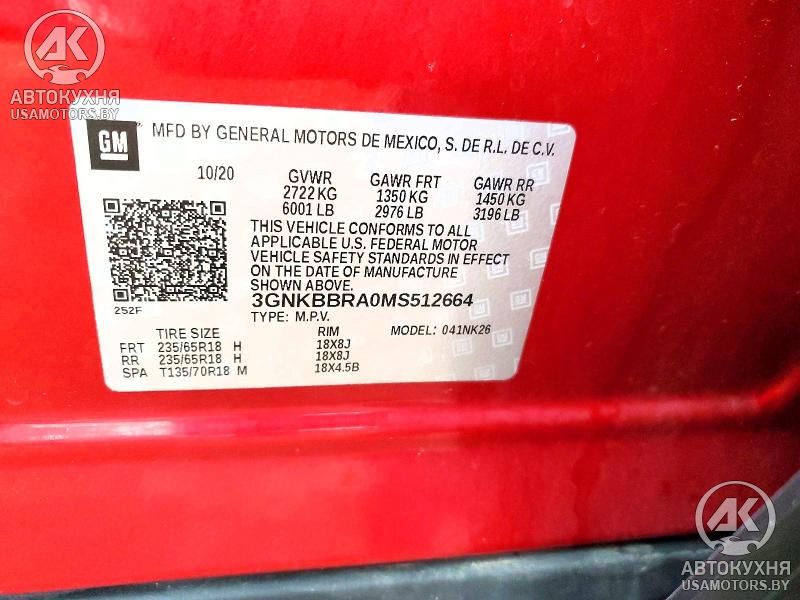 AK
АВТОКУХНЯ
USAMOTORS.BY
GM MFD BY GENERAL MOTORS DE MEXICO, S. DE R.L. DE C.V.
10/20 GVWR GAWR FRT GAWR RR
2722 KG 1350 KG 1450 KG
6001 LB 2976 LB 3196 LB
THIS VEHICLE CONFORMS TO ALL
APPLICABLE U.S. FEDERAL MOTOR
VEHICLE SAFETY STANDARDS IN EFFECT
ON THE DATE OF MANUFACTURE
SHOWN ABOVE.
3GNKBBRA0MS512664
252F
TYPE: M.P.V. MODEL: 041NK26
TIRE SIZE RIM
FRT 235/65R18 H 18X8J
RR 235/65R18 H 18X8J
SPA T135/70R18 M 18X4.5B
AK
АВТОКУХНЯ
USAMOTORS.BY